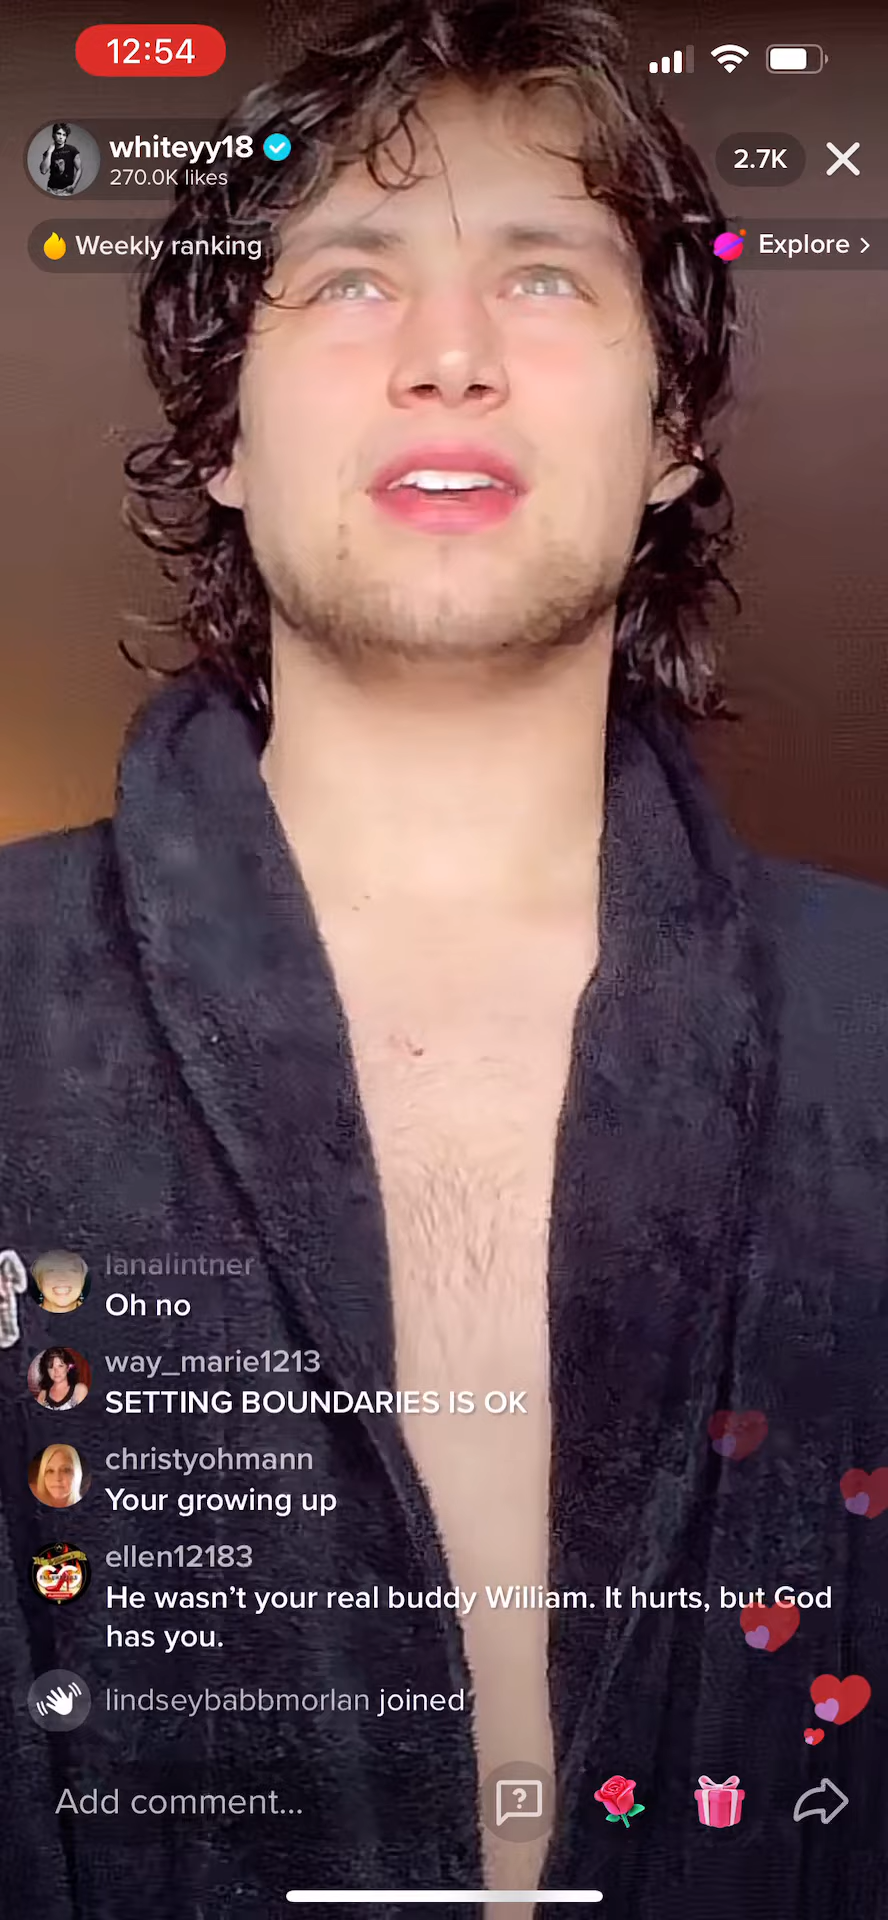 12:54
whiteyy18
270.0K likes
2.7K
Weekly ranking
Explore >
lanalintner
Oh no
way_marie1213
SETTING BOUNDARIES IS OK
christyohmann
Your growing up
ellen12183
He wasn't your real buddy William. It hurts, but God
has you.
lindseybabbmorlan joined
Add comment...
?